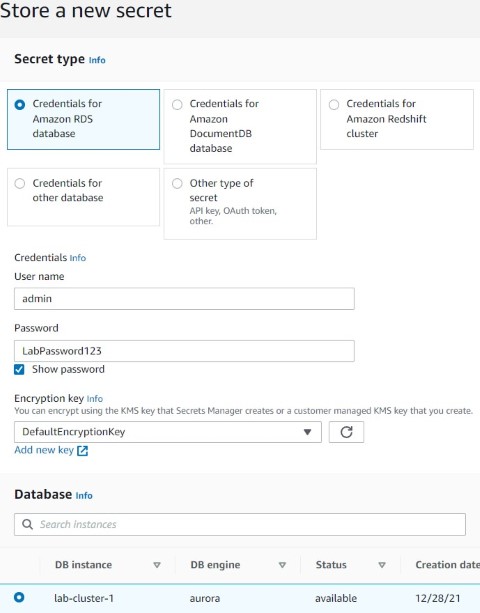 Store a new secret
Secret type Info
Credentials for
Amazon RDS
database
Credentials for
Amazon
DocumentDB
database
Credentials for
Amazon Redshift
cluster
Credentials for
other database
Other type of
secret
API key, OAuth token,
other.
Credentials Info
User name
admin
Password
LabPassword123
Show password
Encryption key Info
You can encrypt using the KMS key that Secrets Manager creates or a customer managed KMS key that you create.
DefaultEncryptionKey
Add new key
Database Info
Search instances
DB instance DB engine Status Creation date
lab-cluster-1 aurora available 12/28/21